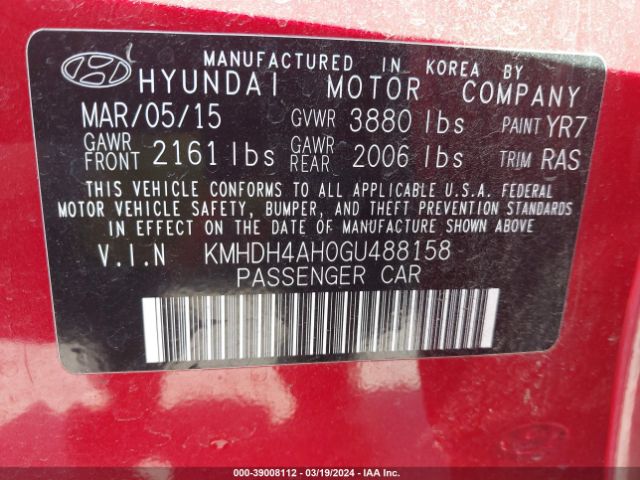 MANUFACTURED IN KOREA BY
HYUNDAI MOTOR COMPANY
MAR/05/15 GVWR 3880 lbs PAINT YR7
GAWR FRONT 2161 lbs GAWR REAR 2006 lbs TRIM RAS
THIS VEHICLE CONFORMS TO ALL APPLICABLE U.S.A. FEDERAL
MOTOR VEHICLE SAFETY, BUMPER, AND THEFT PREVENTION STANDARDS
IN EFFECT ON THE DATE OF MANUFACTURE SHOWN ABOVE.
V.I.N KMHDH4AH0GU488158
PASSENGER CAR
000-39008112 — 03/19/2024 — IAA Inc.